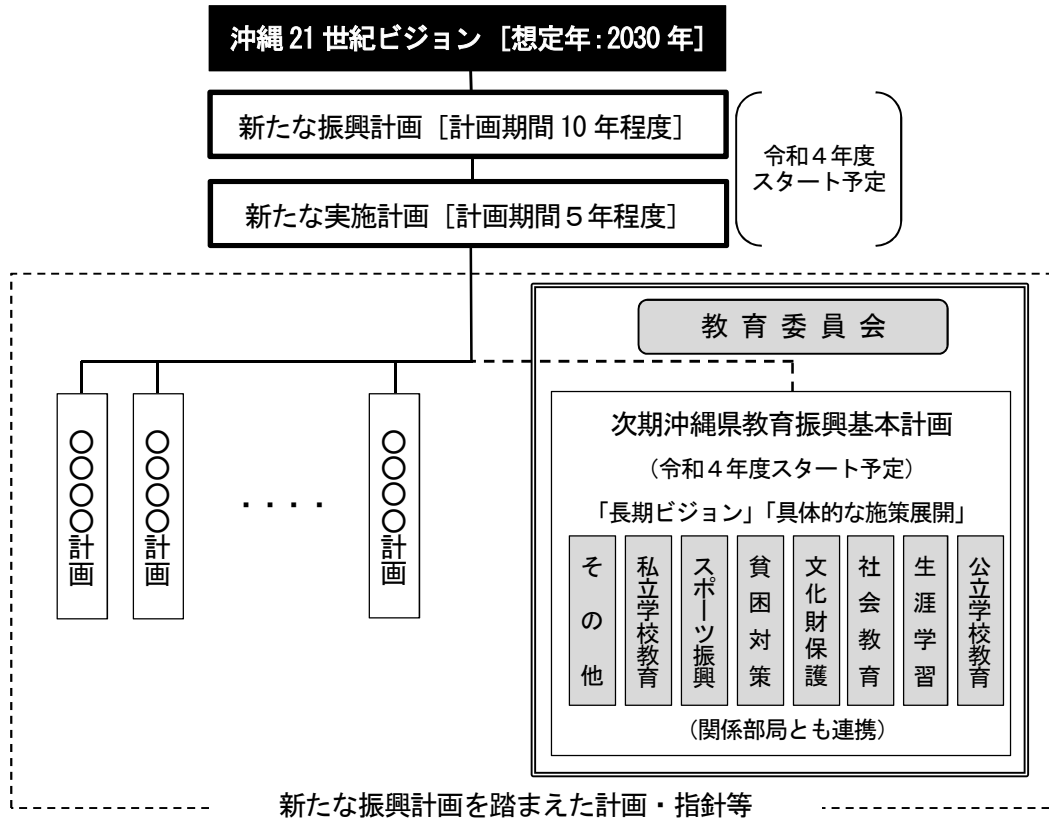 沖縄 21 世紀ビジョン［想定年：2030 年］
新たな振興計画［計画期間 10 年程度］
新たな実施計画［計画期間５年程度］
令和４年度
スタート予定
教 育 委 員 会
○○○○計画
○○○○計画
・・・・
○○○○計画
次期沖縄県教育振興基本計画
（令和４年度スタート予定）
「長期ビジョン」「具体的な施策展開」
公立学校教育
生涯学習
社会教育
文化財保護
貧困対策
スポーツ振興
私立学校教育
その他
（関係部局とも連携）
新たな振興計画を踏まえた計画・指針等